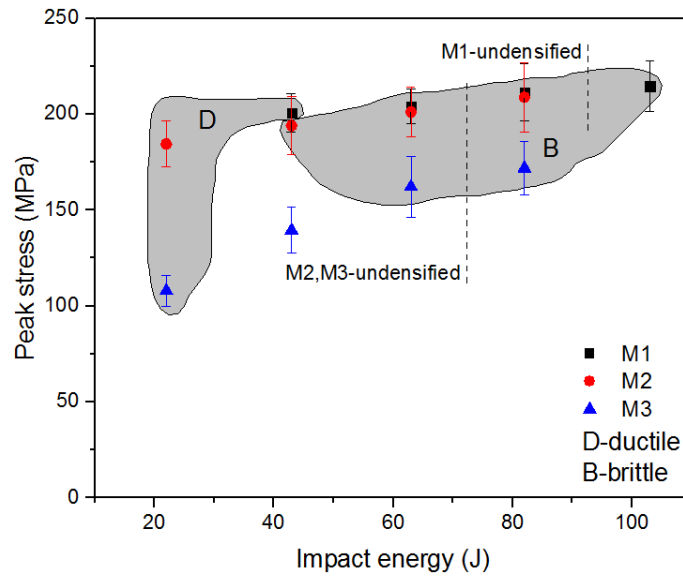 M1-undensified
250
D
200
B
150
M2,M3-undensified
100
M1
M2
50
M3
D-ductile
B-brittle
0
20
40
60
80
100
Peak stress (MPa)
Impact energy (J)